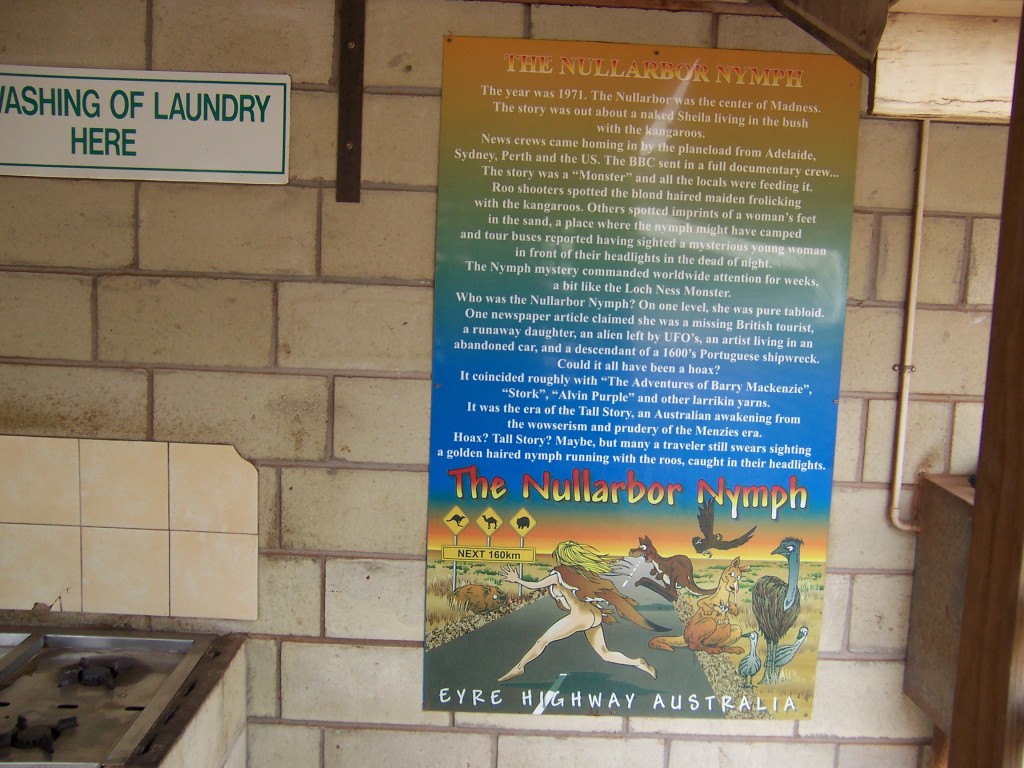 WASHING OF LAUNDRY
HERE
THE NULLARBOR NYMPH
The year was 1971. The Nullarbor was the center of Madness.
The story was out about a naked Sheila living in the bush
with the kangaroos.
News crews came homing in by the planeload from Adelaide,
Sydney, Perth and the US. The BBC sent in a full documentary crew...
The story was a “Monster” and all the locals were feeding it.
Roo shooters spotted the blond haired maiden frolicking
with the kangaroos. Others spotted imprints of a woman’s feet
in the sand, a place where the nymph might have camped
and tour buses reported having sighted a mysterious young woman
in front of their headlights in the dead of night.
The Nymph mystery commanded worldwide attention for weeks,
a bit like the Loch Ness Monster.
Who was the Nullarbor Nymph? On one level, she was pure tabloid.
One newspaper article claimed she was a missing British tourist,
a runaway daughter, an alien left by UFO’s, an artist living in an
abandoned car, and a descendant of a 1600’s Portuguese shipwreck.
Could it all have been a hoax?
It coincided roughly with “The Adventures of Barry Mackenzie”,
“Stork”, “Alvin Purple” and other larrikin yarns.
It was the era of the Tall Story, an Australian awakening from
the wowserism and prudery of the Menzies era.
Hoax? Tall Story? Maybe, but many a traveler still swears sighting
a golden haired nymph running with the roos, caught in their headlights.
The Nullarbor Nymph
NEXT 160km
EYRE HIGHWAY AUSTRALIA